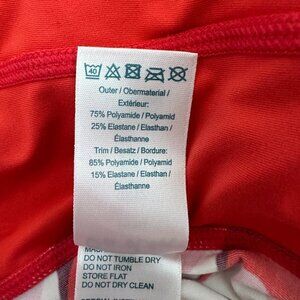 40
Outer / Obermaterial /
Extérieur:
75% Polyamide / Polyamid
25% Elastane / Elasthan /
Élasthanne
Trim / Besatz / Bordure:
85% Polyamide / Polyamid
15% Elastane / Elasthan /
Élasthanne
DO NOT TUMBLE DRY
DO NOT IRON
STORE FLAT
DO NOT DRY CLEAN